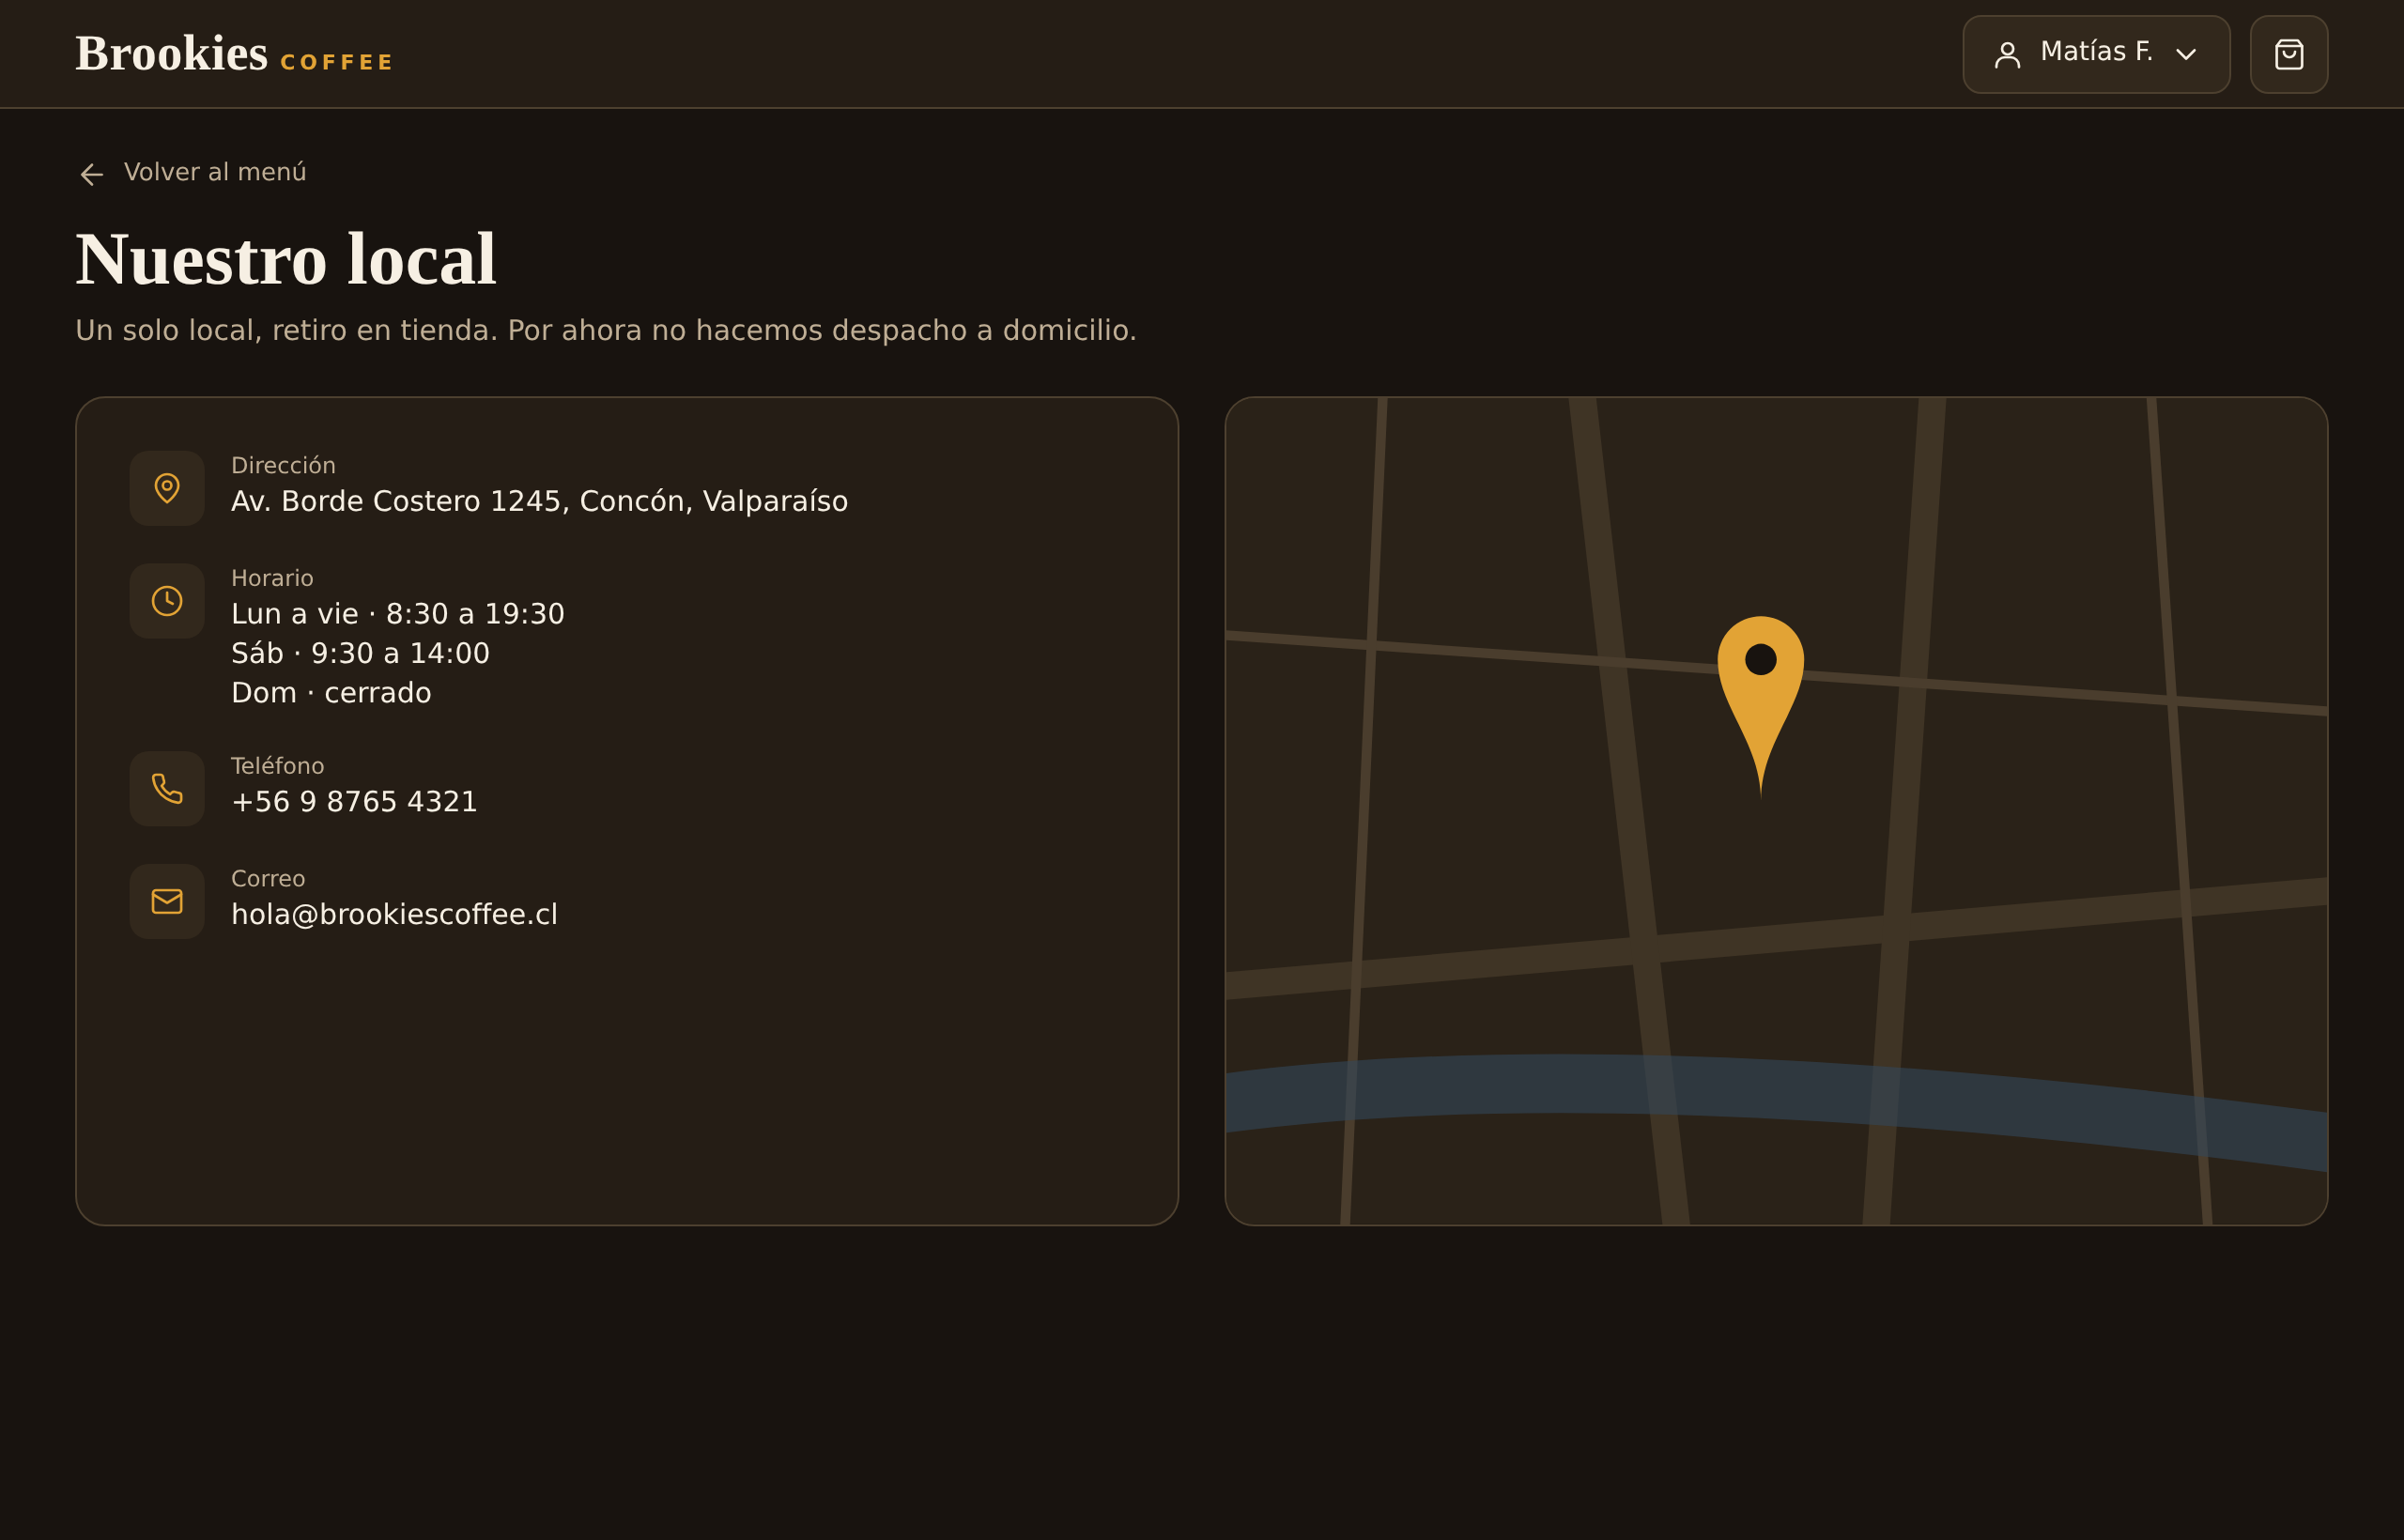 Brookies COFFEE
Matías F.
Volver al menú
Nuestro local
Un solo local, retiro en tienda. Por ahora no hacemos despacho a domicilio.
Dirección
Av. Borde Costero 1245, Concón, Valparaíso
Horario
Lun a vie · 8:30 a 19:30
Sáb · 9:30 a 14:00
Dom · cerrado
Teléfono
+56 9 8765 4321
Correo
hola@brookiescoffee.cl